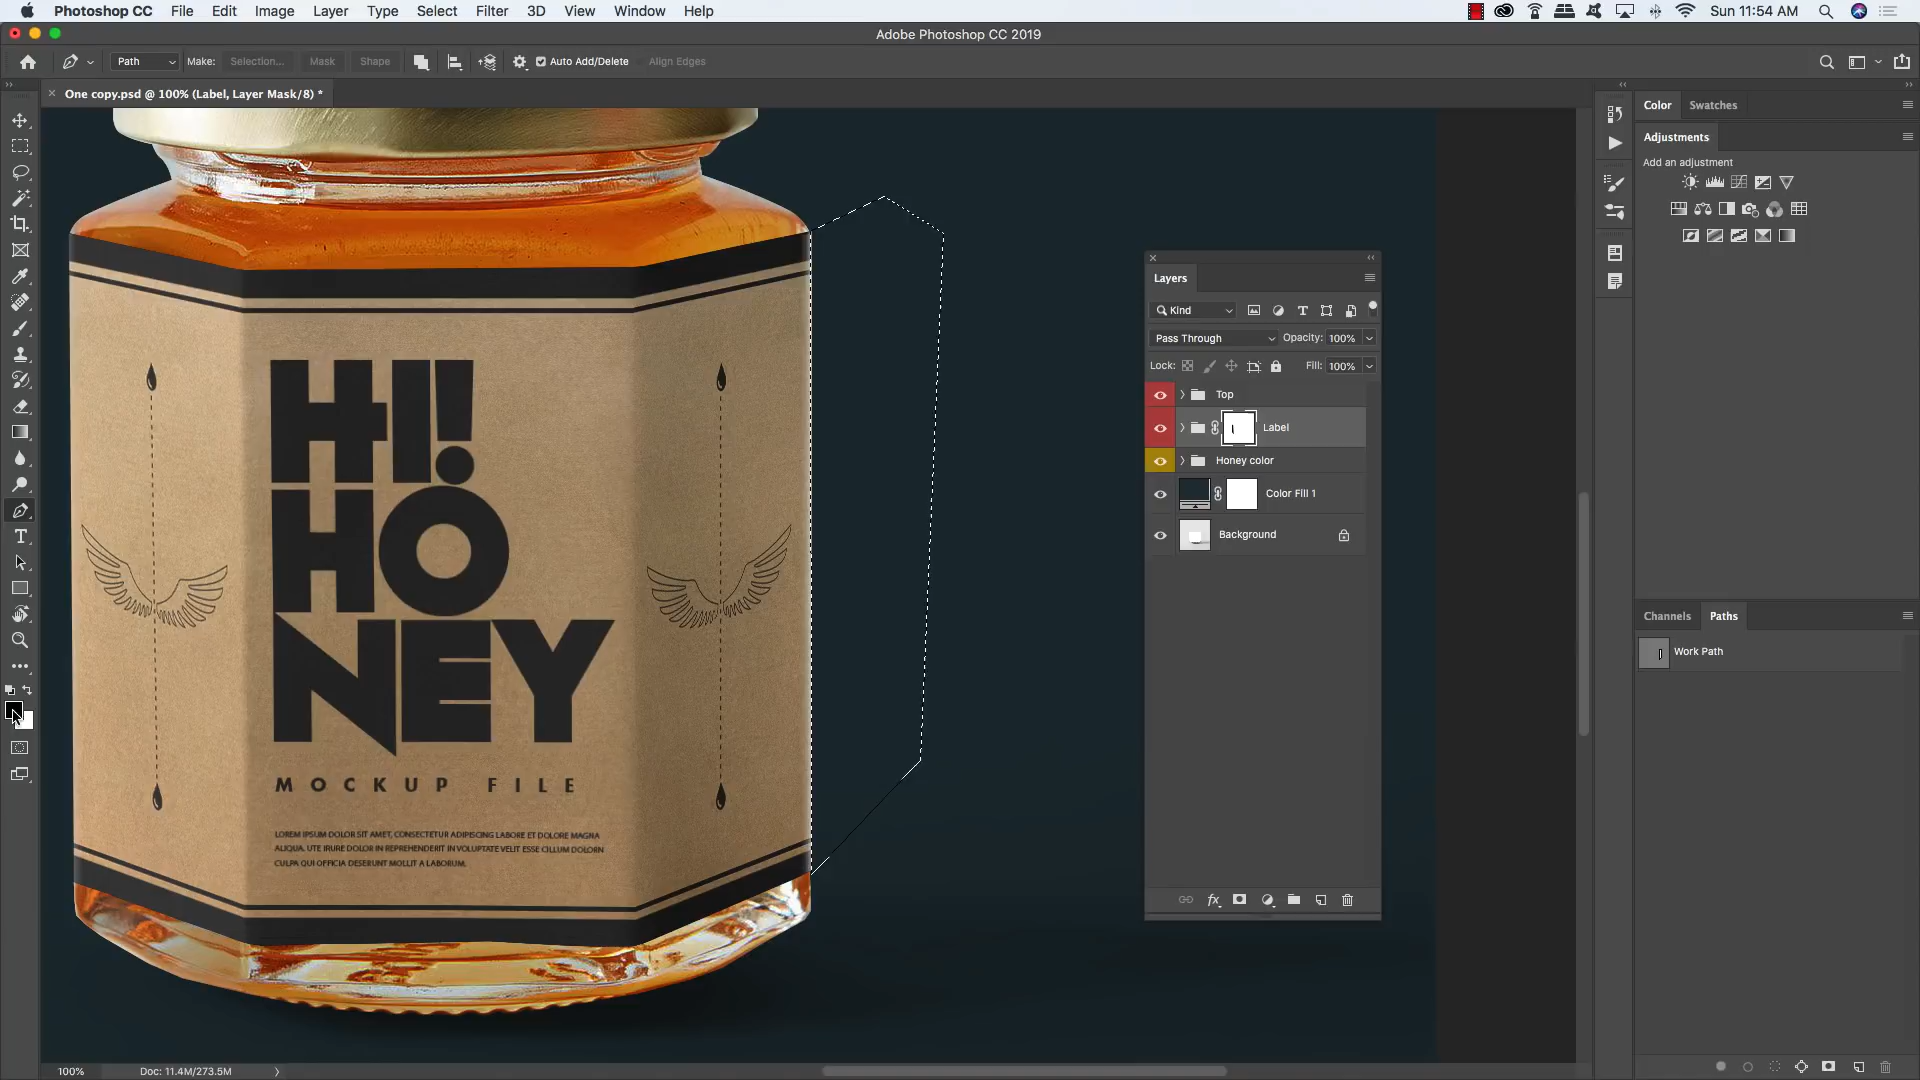 Photoshop CC File Edit Image Layer Type Select Filter 3D View Window Help Sun 11:54 AM
Adobe Photoshop CC 2019
Path Make: Selection... Mask Shape Auto Add/Delete Align Edges
One copy.psd @ 100% (Label, Layer Mask/8) *
Color Swatches
Adjustments
Add an adjustment
Layers
Kind
Pass Through Opacity: 100%
Lock: Fill: 100%
Top
Label
Honey color
Color Fill 1
Background
fx
Channels Paths
Work Path
HI!
HO
NEY
MOCKUP FILE
LOREM IPSUM DOLOR SIT AMET, CONSECTETUR ADIPISCING LABORE ET DOLORE MAGNA
ALIQUA. UTE IRURE DOLOR IN REPREHENDERIT IN VOLUPTATE VELIT ESSE CILLUM DOLORN
CULPA QUI OFFICIA DESERUNT MOLLIT A LABORUM.
100% Doc: 11.4M/273.5M